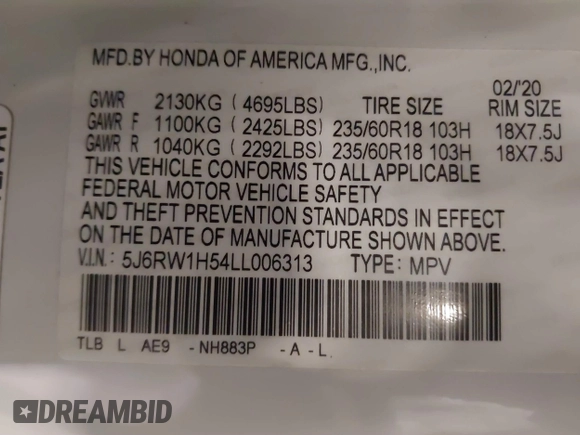 MFD.BY HONDA OF AMERICA MFG.,INC.
02/'20
GVWR 2130KG ( 4695LBS) TIRE SIZE RIM SIZE
GAWR F 1100KG ( 2425LBS) 235/60R18 103H 18X7.5J
GAWR R 1040KG ( 2292LBS) 235/60R18 103H 18X7.5J
THIS VEHICLE CONFORMS TO ALL APPLICABLE
FEDERAL MOTOR VEHICLE SAFETY
AND THEFT PREVENTION STANDARDS IN EFFECT
ON THE DATE OF MANUFACTURE SHOWN ABOVE.
V.I.N.: 5J6RW1H54LL006313 TYPE: MPV
TLB L AE9 -NH883P -A-L
DREAMBID